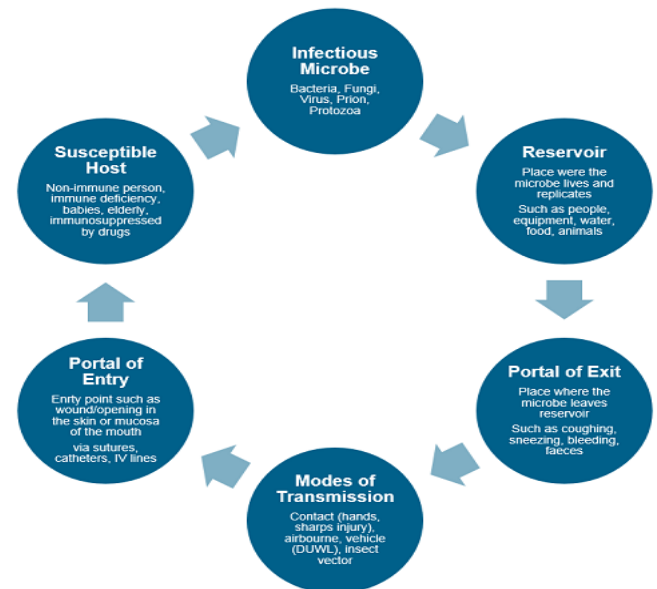 Infectious
Microbe
Bacteria, Fungi,
Virus, Prion,
Protozoa
Reservoir
Place were the
microbe lives and
replicates
Such as people,
equipment, water,
food, animals
Portal of Exit
Place where the
microbe leaves
reservoir
Such as coughing,
sneezing, bleeding,
faeces
Modes of
Transmission
Contact (hands,
sharps injury),
airbourne, vehicle
(DUWL), insect
vector
Portal of
Entry
Enrty point such as
wound/opening in
the skin or mucosa
of the mouth
via sutures,
catheters, IV lines
Susceptible
Host
Non-immune person,
immune deficiency,
babies, elderly,
immunosuppressed
by drugs